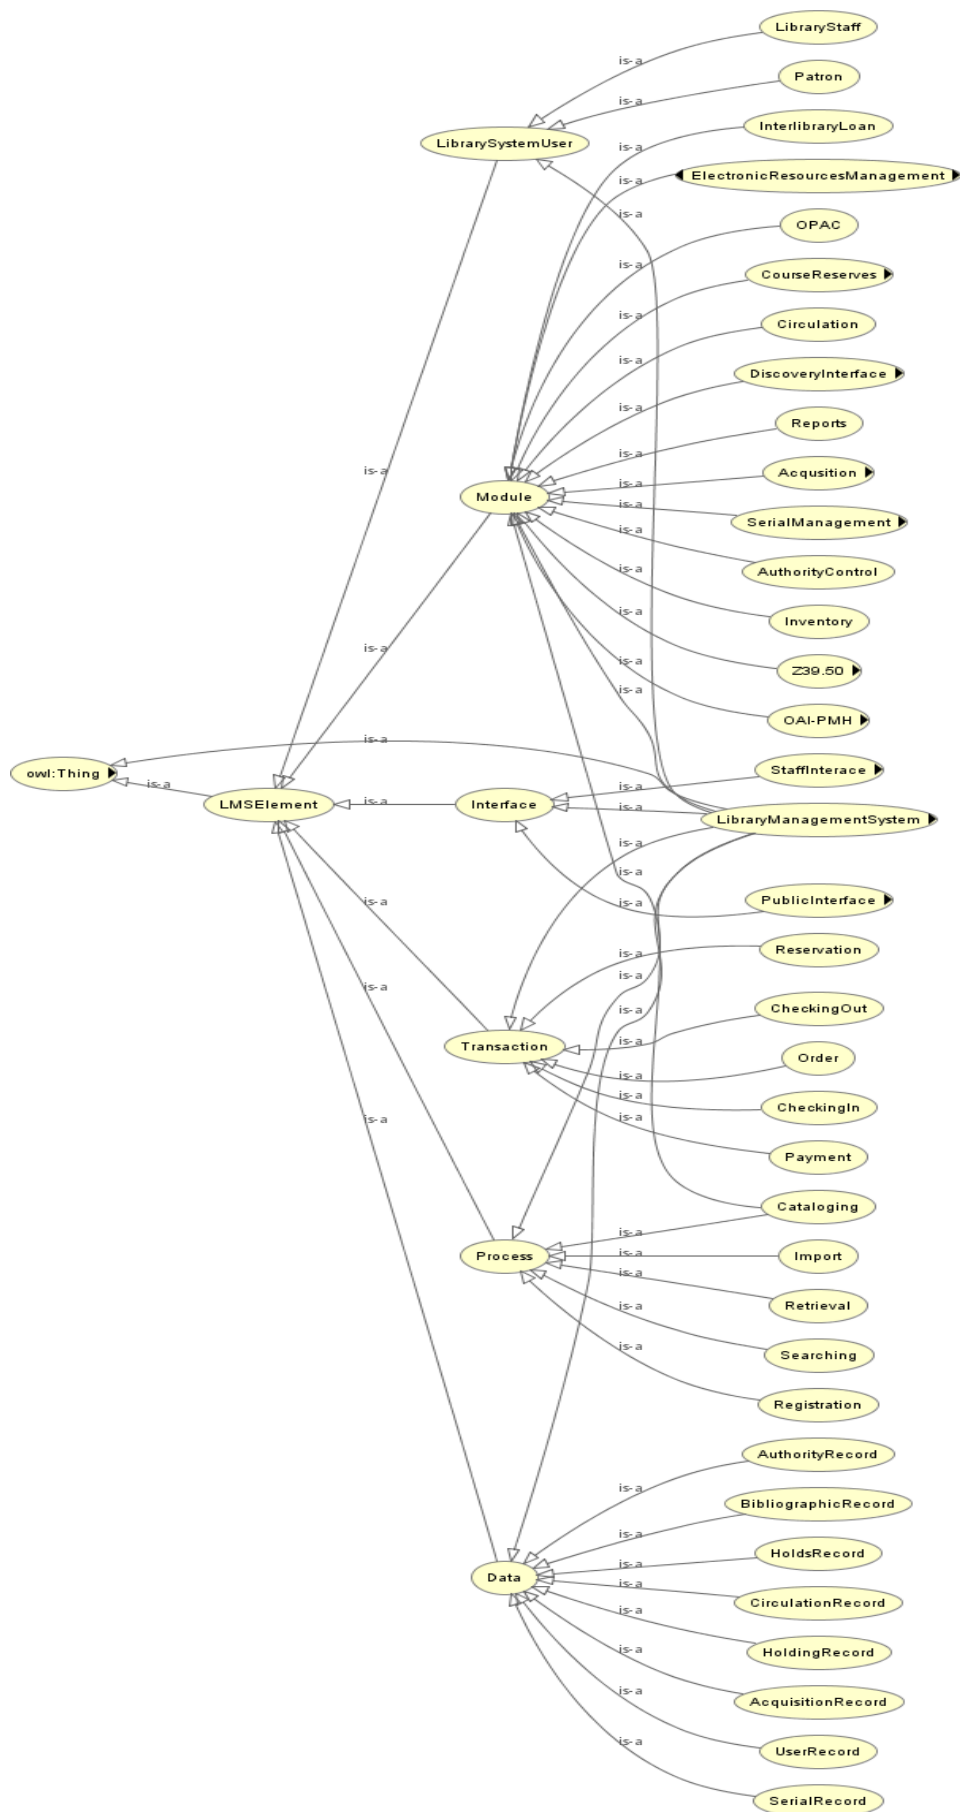 LibraryStaff
is-a
Patron
is-a
InterlibraryLoan
LibrarySystemUser
is-a
ElectronicResourcesManagement
is-a
is-a
OPAC
is-a
CourseReserves
is-a
Circulation
is-a
DiscoveryInterface
is-a
Reports
is-a
is-a
Acqusition
is-a
Module
is-a
SerialManagement
is-a
AuthorityControl
is-a
Inventory
is-a
is-a
is-a
Z39.50
is-a
OAI-PMH
is-a
owl:Thing
is-a
StaffInterace
is-a
LMSElement
is-a
Interface
is-a
LibraryManagementSystem
is-a
is-a
is-a
PublicInterface
is-a
Reservation
is-a
is-a
is-a
CheckingOut
is-a
is-a
Transaction
Order
is-a
is-a
CheckingIn
is-a
is-a
Payment
Cataloging
is-a
Process
is-a
Import
is-a
Retrieval
is-a
Searching
is-a
Registration
AuthorityRecord
is-a
BibliographicRecord
is-a
HoldsRecord
is-a
Data
is-a
CirculationRecord
is-a
HoldingRecord
is-a
AcquisitionRecord
is-a
UserRecord
is-a
SerialRecord